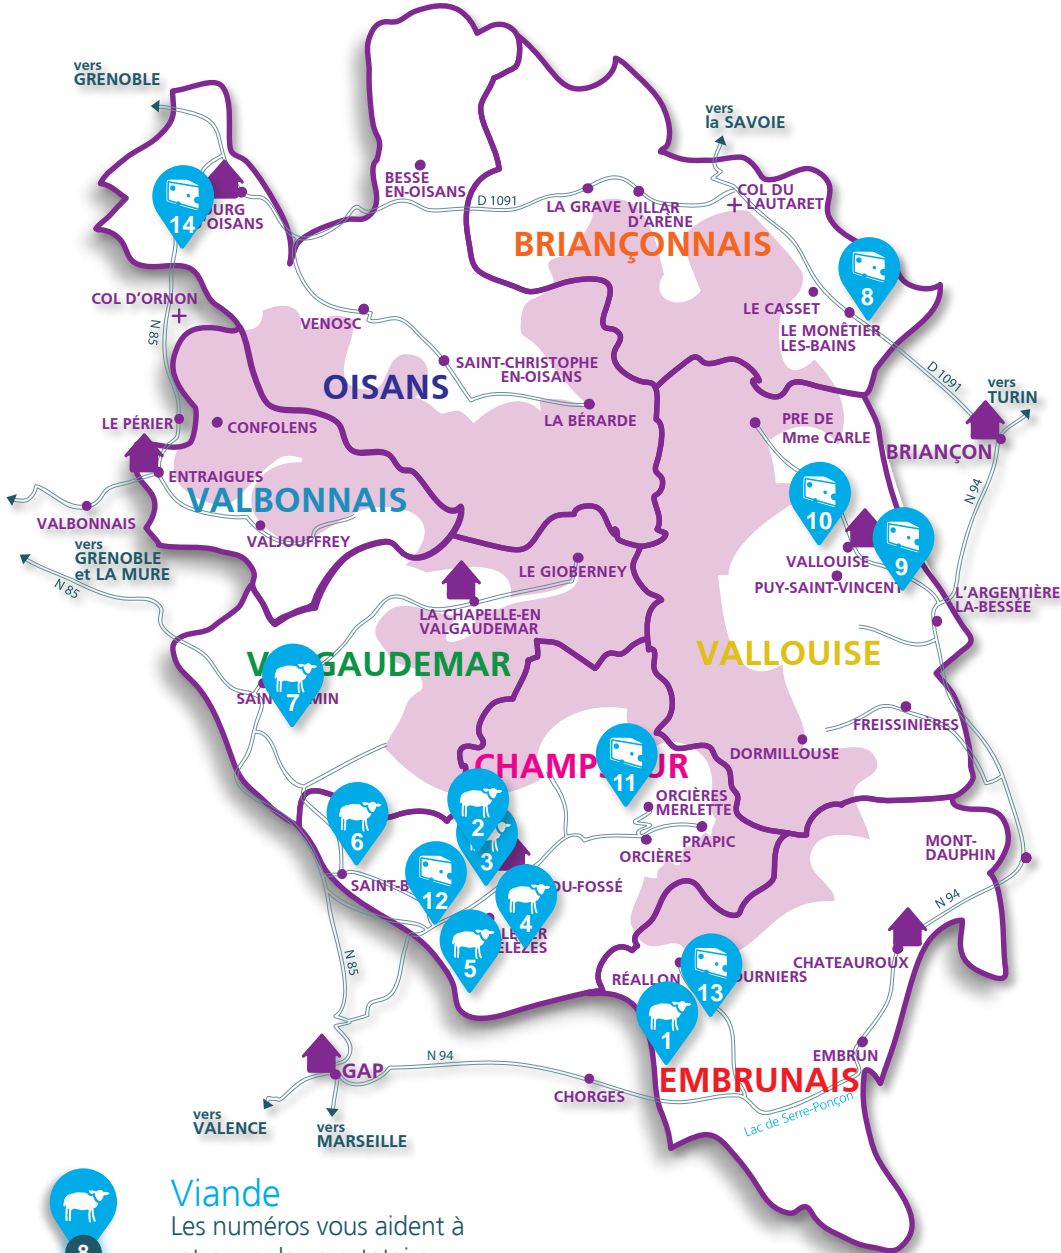 vers
GRENOBLE
vers
la SAVOIE
BESSE
EN-OISANS
D 1091
LA GRAVE
VILLAR
D'ARÈNE
COL DU
LAUTARET
14
D'OISANS
BRIANÇONNAIS
8
COL D'ORNON
N 85
VENOSC
LE CASSET
LE MONÊTIER
LES-BAINS
SAINT-CHRISTOPHE
EN-OISANS
OISANS
D 1091
vers
TURIN
LE PÉRIER
CONFOLENS
LA BÉRARDE
PRE DE
Mme CARLE
BRIANÇON
ENTRAIGUES
VALBONNAIS
N 94
VALBONNAIS
VALJOUFFREY
10
9
vers
GRENOBLE
et LA MURE
N 85
LE GIOBERNEY
VALLOUISE
PUY-SAINT-VINCENT
L'ARGENTIÈRE
LA-BESSÉE
LA CHAPELLE-EN
VALGAUDEMAR
VALGAUDEMAR
7
VALLOUISE
FREISSINIÈRES
DORMILLOUSE
CHAMPSAUR
11
ORCIÈRES
MERLETTE
PRAPIC
ORCIÈRES
MONT-
DAUPHIN
6
2
3
SAINT-B
12
4
OU-FOSSÉ
5
N 94
N 85
CHATEAUROUX
RÉALLON
13
OURNIERS
1
EMBRUN
EMBRUNAIS
GAP
N 94
CHORGES
Lac de Serre-Ponçon
vers
VALENCE
vers
MARSEILLE
Viande
Les numéros vous aident à
8